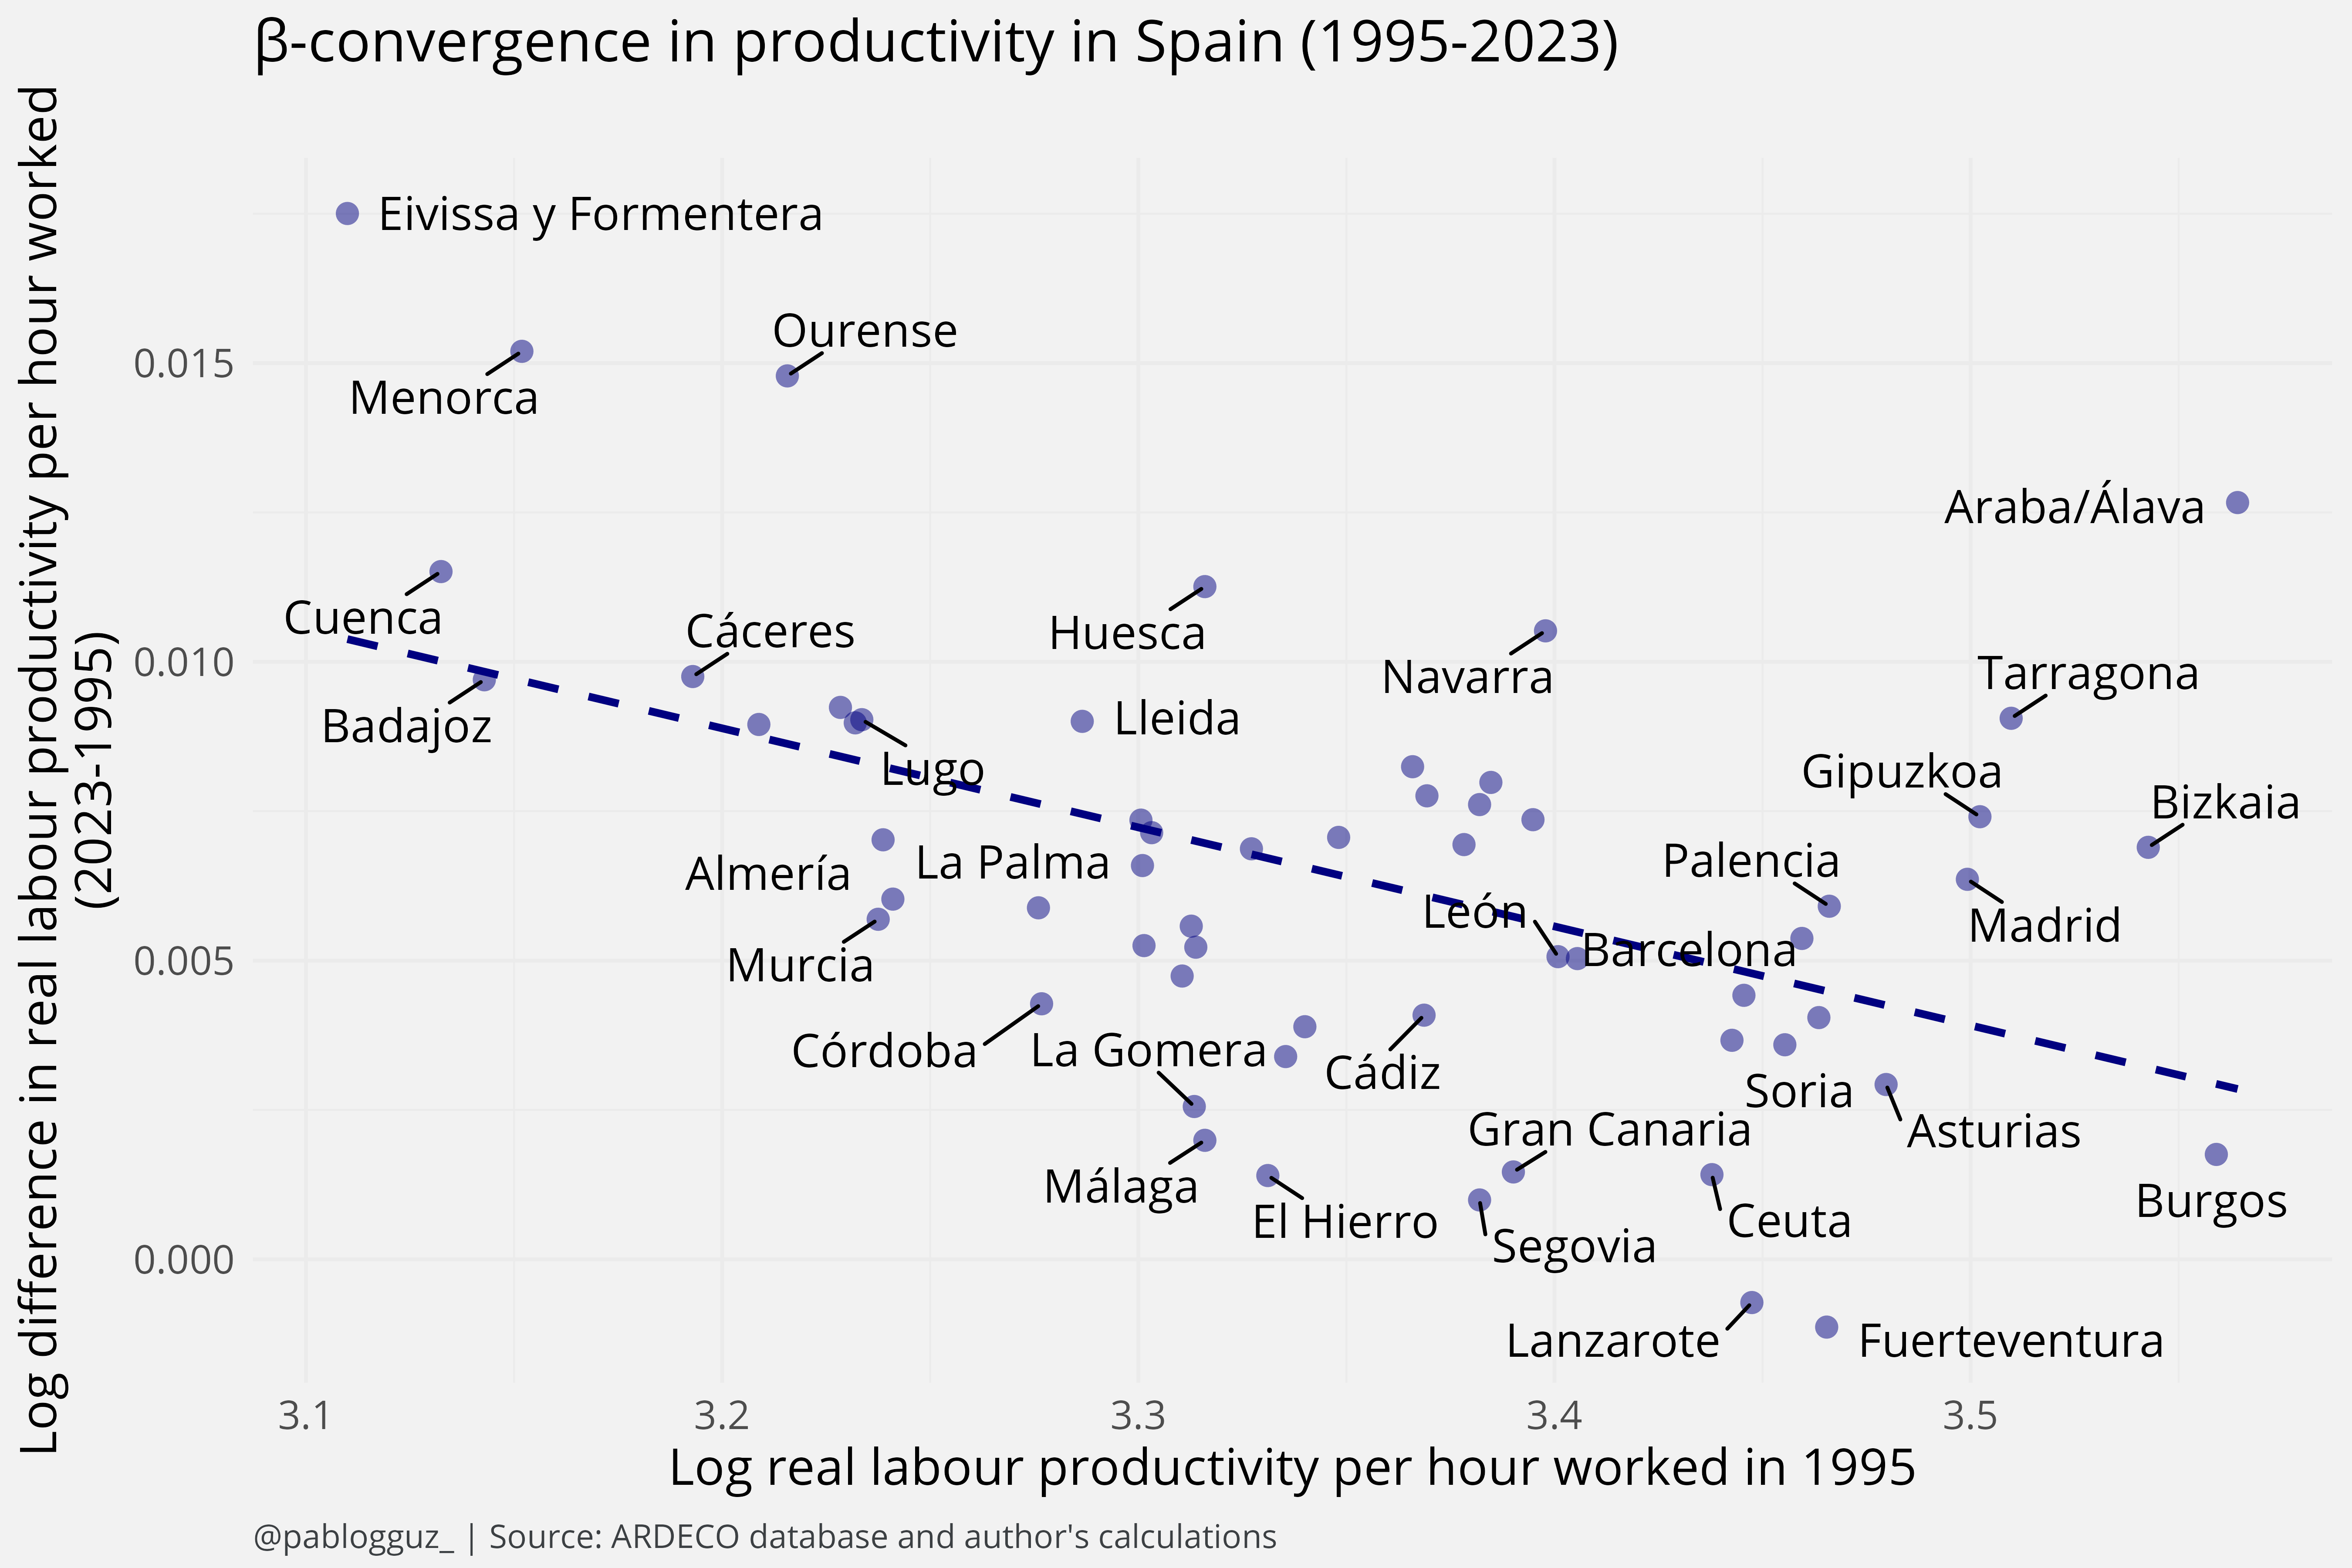 β-convergence in productivity in Spain (1995-2023)
Log difference in real labour productivity per hour worked
(2023-1995)
Eivissa y Formentera
Ourense
0.015
Menorca
Araba/Álava
Cuenca
Cáceres
Huesca
0.010
Navarra
Tarragona
Badajoz
Lleida
Lugo
Gipuzkoa
Bizkaia
Almería
La Palma
Palencia
León
Madrid
Murcia
Barcelona
0.005
Córdoba
La Gomera
Cádiz
Soria
Gran Canaria
Asturias
Málaga
Burgos
El Hierro
Ceuta
Segovia
0.000
Lanzarote
Fuerteventura
3.1
3.2
3.3
3.4
3.5
Log real labour productivity per hour worked in 1995
@pablogguz_ | Source: ARDECO database and author's calculations